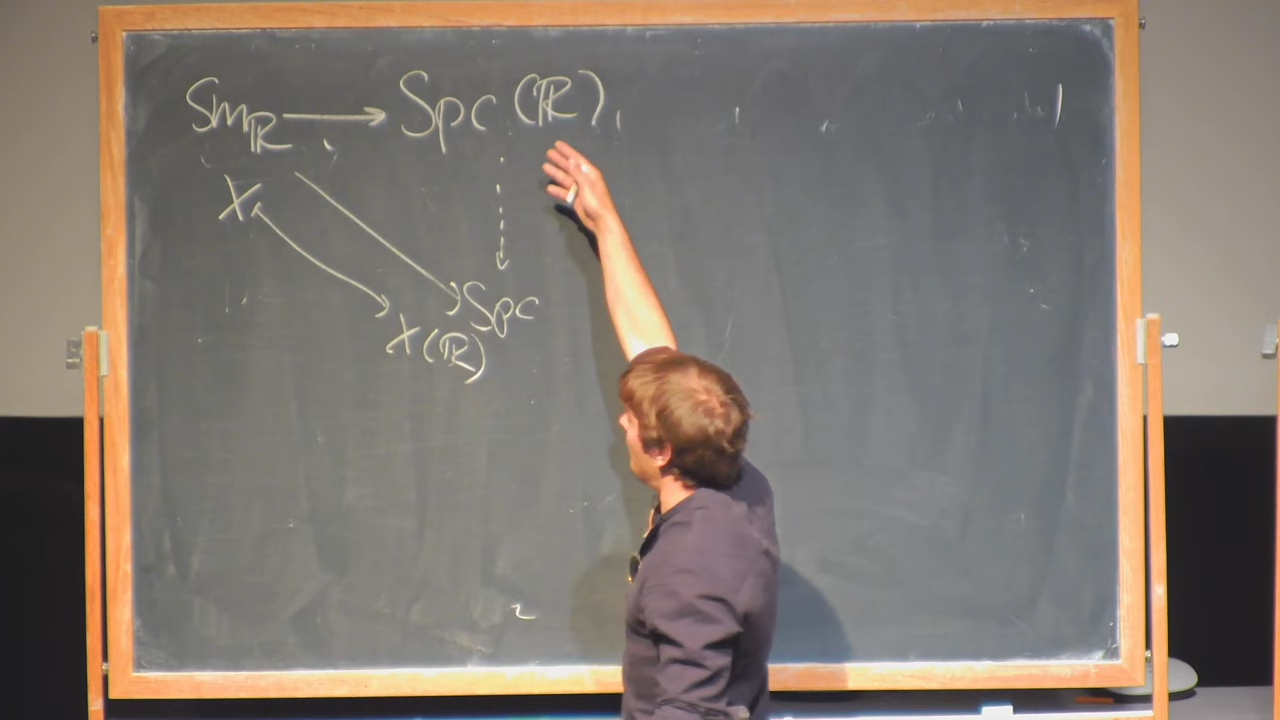 Sm_ℝ → Spc(ℝ),
X
Spc
X(ℝ)